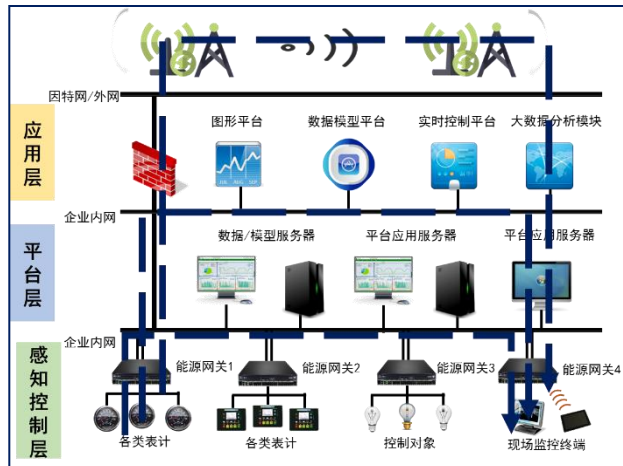 因特网/外网
应用层
图形平台
数据模型平台
实时控制平台
大数据分析模块
企业内网
平台层
数据/模型服务器
平台应用服务器
平台应用服务器
企业内网
感知控制层
能源网关1
能源网关2
能源网关3
能源网关4
各类表计
各类表计
控制对象
现场监控终端